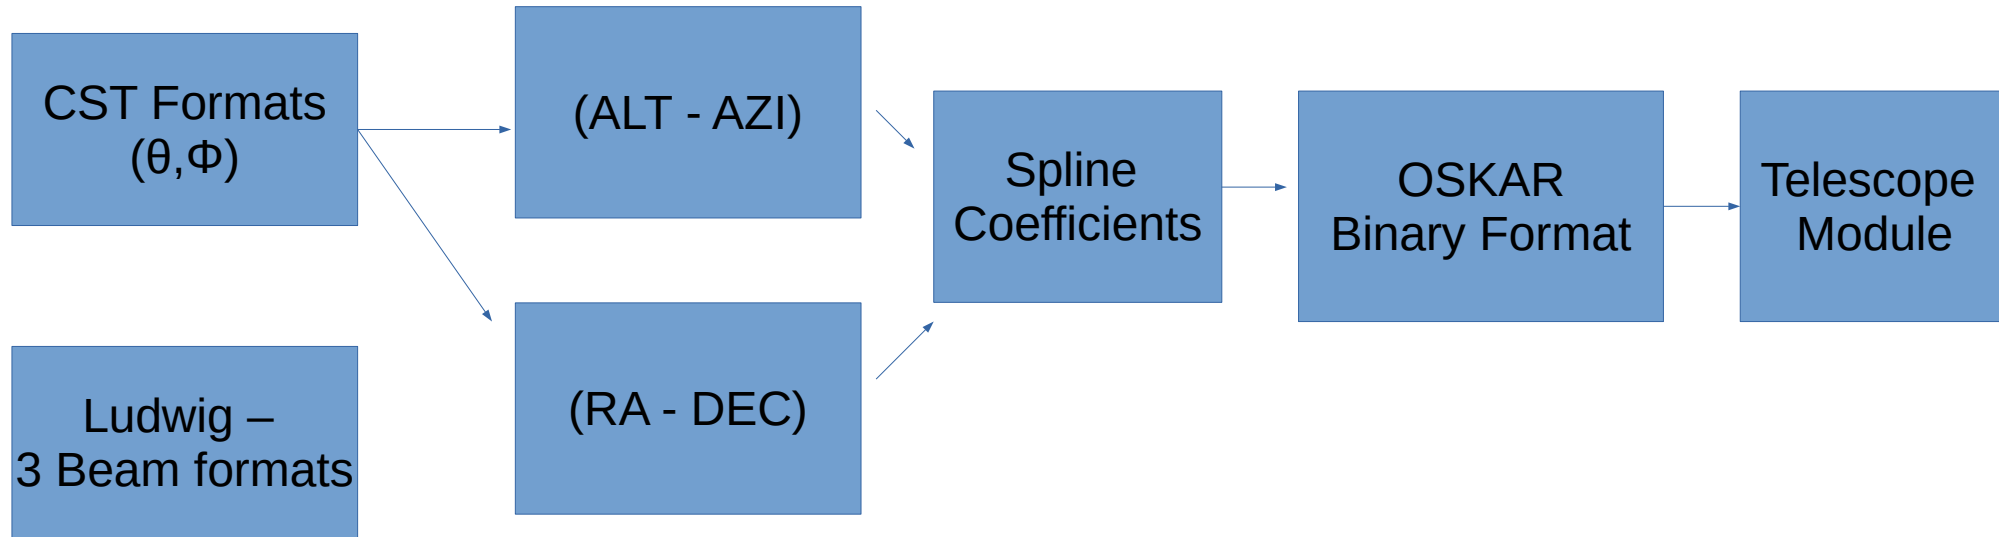 CST Formats
(θ,Φ)
(ALT - AZI)
Spline
Coefficients
OSKAR
Binary Format
Telescope
Module
Ludwig –
3 Beam formats
(RA - DEC)